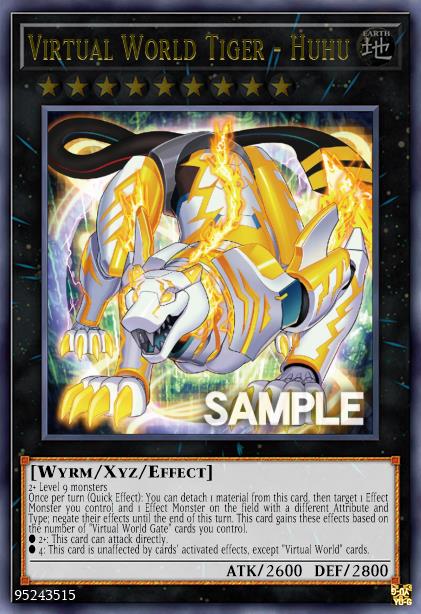 Virtual World Tiger - Huhu
EARTH
地
SAMPLE
[Wyrm/Xyz/Effect]
2+ Level 9 monsters
Once per turn (Quick Effect): You can detach 1 material from this card, then target 1 Effect
Monster you control and 1 Effect Monster on the field with a different Attribute and
Type; negate their effects until the end of this turn. This card gains these effects based on
the number of "Virtual World Gate" cards you control.
● 2+: This card can attack directly.
● 4: This card is unaffected by cards' activated effects, except "Virtual World" cards.
ATK/2600 DEF/2800
95243515